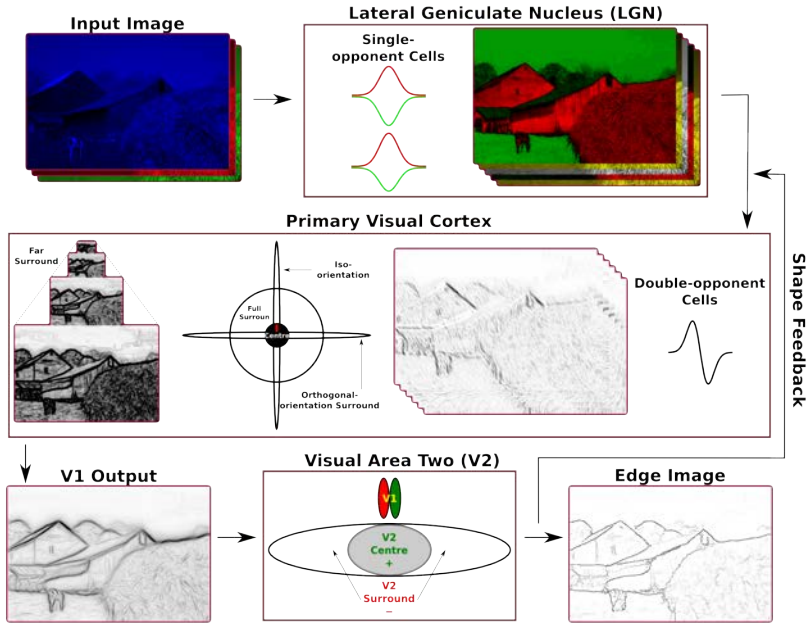 Input Image
Lateral Geniculate Nucleus (LGN)
Single-
opponent Cells
Primary Visual Cortex
Far
Surround
Iso-
orientation
Full
Surroun
Centre
Orthogonal-
orientation Surround
Double-opponent
Cells
Shape Feedback
V1 Output
Visual Area Two (V2)
V1
V2
Centre
+
V2
Surround
−
Edge Image